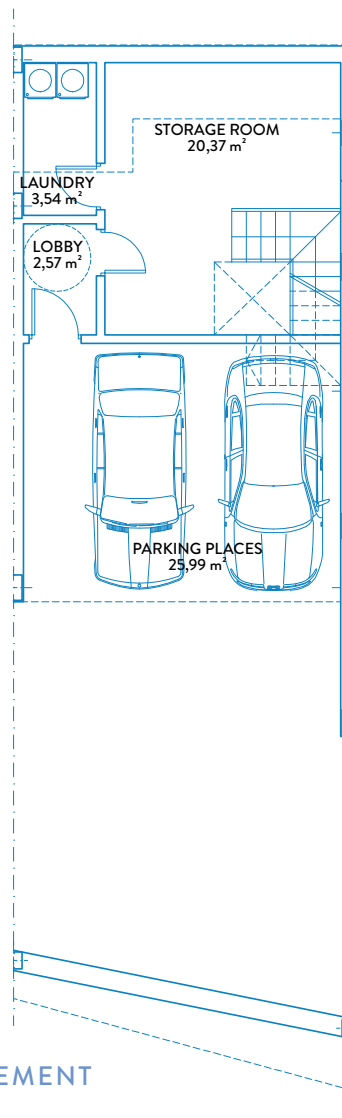 STORAGE ROOM
20,37 m²
LAUNDRY
3,54 m²
LOBBY
2,57 m²
PARKING PLACES
25,99 m²
EMENT